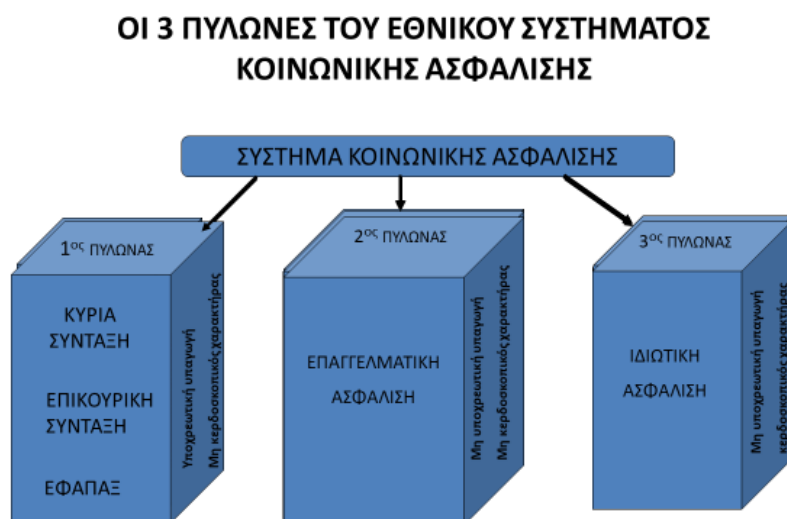 ΟΙ 3 ΠΥΛΩΝΕΣ ΤΟΥ ΕΘΝΙΚΟΥ ΣΥΣΤΗΜΑΤΟΣ
ΚΟΙΝΩΝΙΚΗΣ ΑΣΦΑΛΙΣΗΣ
ΣΥΣΤΗΜΑ ΚΟΙΝΩΝΙΚΗΣ ΑΣΦΑΛΙΣΗΣ
1ος ΠΥΛΩΝΑΣ
ΚΥΡΙΑ
ΣΥΝΤΑΞΗ
ΕΠΙΚΟΥΡΙΚΗ
ΣΥΝΤΑΞΗ
ΕΦΑΠΑΞ
Υποχρεωτική υπαγωγή
Μη κερδοσκοπικός χαρακτήρας
2ος ΠΥΛΩΝΑΣ
ΕΠΑΓΓΕΛΜΑΤΙΚΗ
ΑΣΦΑΛΙΣΗ
Μη υποχρεωτική υπαγωγή
Μη κερδοσκοπικός χαρακτήρας
3ος ΠΥΛΩΝΑΣ
ΙΔΙΩΤΙΚΗ
ΑΣΦΑΛΙΣΗ
Μη υποχρεωτική υπαγωγή
κερδοσκοπικός χαρακτήρας